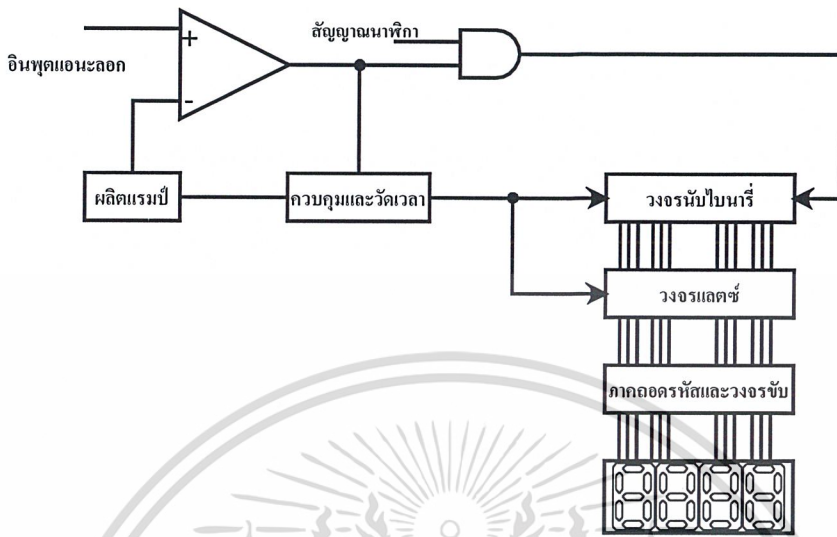 สัญญาณนาฬิกา
+
อินพุตแอนะลอก
-
ผลิตแรมป์
ควบคุมและวัดเวลา
วงจรนับไบนารี่
วงจรแลตซ์
ภาคถอดรหัสและวงจรขับ
8888